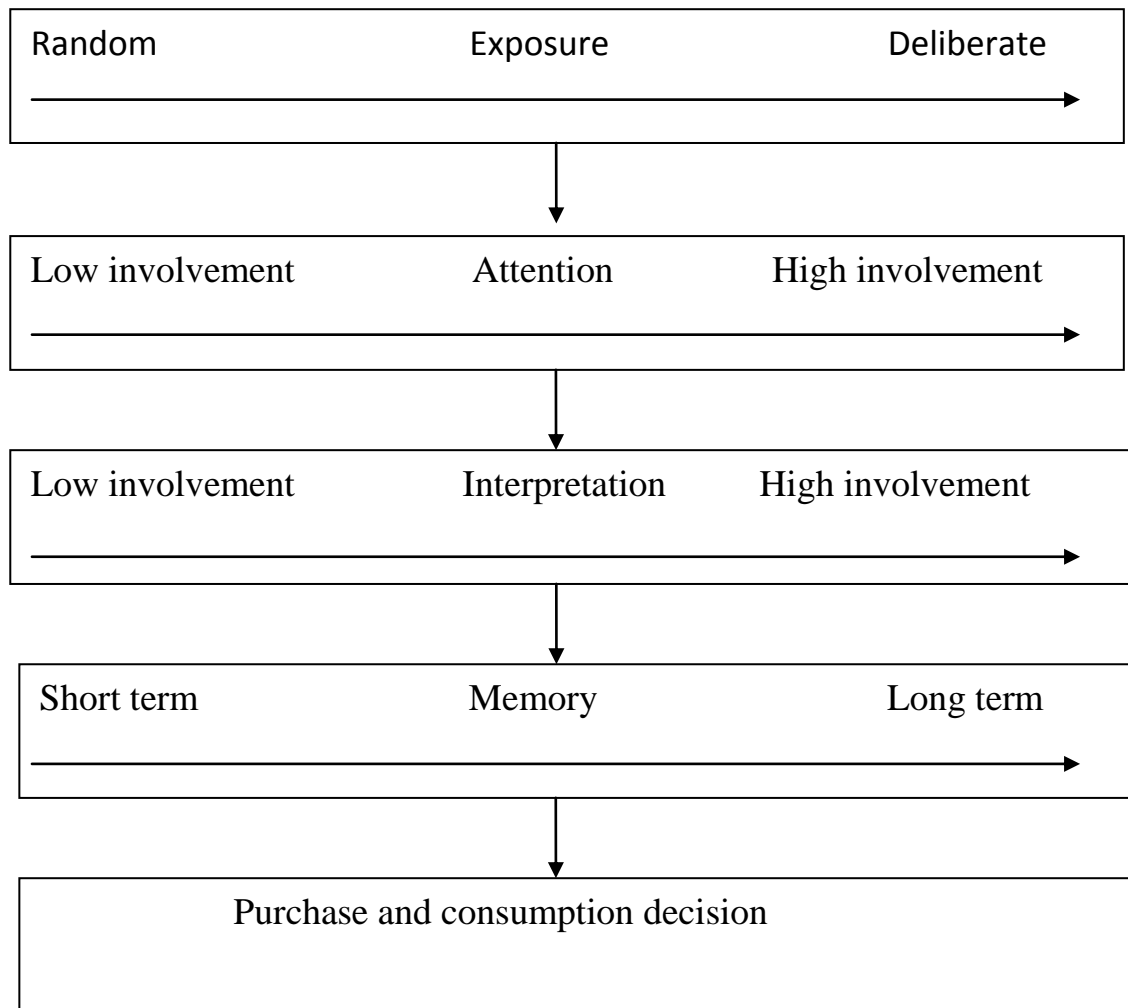 Random Exposure Deliberate
Low involvement Attention High involvement
Low involvement Interpretation High involvement
Short term Memory Long term
Purchase and consumption decision